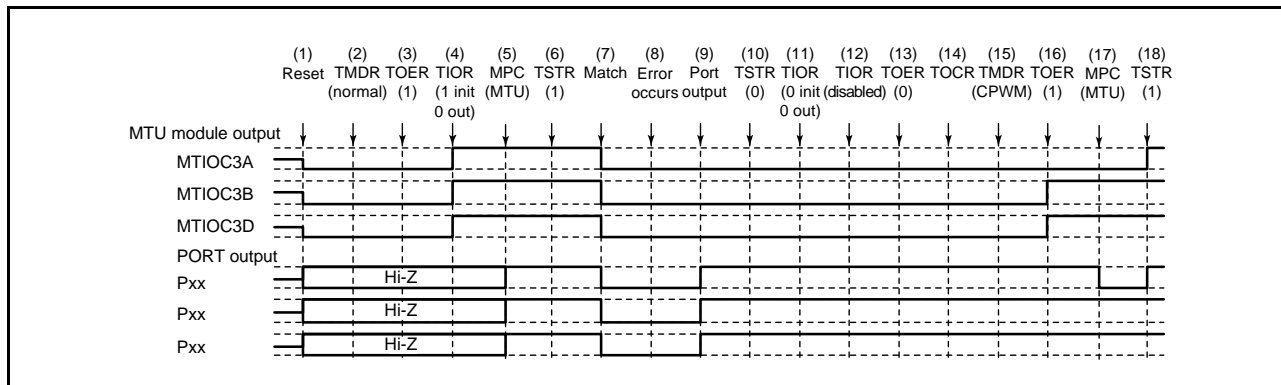 (1) (2) (3) (4) (5) (6) (7) (8) (9) (10) (11) (12) (13) (14) (15) (16) (17) (18)
Reset TMDR TOER TIOR MPC TSTR Match Error Port TSTR TIOR TIOR TOER TOCR TMDR TOER MPC TSTR
(normal) (1) (1 init (MTU) (1) occurs output (0) (0 init (disabled) (0) (CPWM) (1) (MTU) (1)
0 out) 0 out)
MTU module output
MTIOC3A
MTIOC3B
MTIOC3D
PORT output
Pxx Hi-Z
Pxx Hi-Z
Pxx Hi-Z